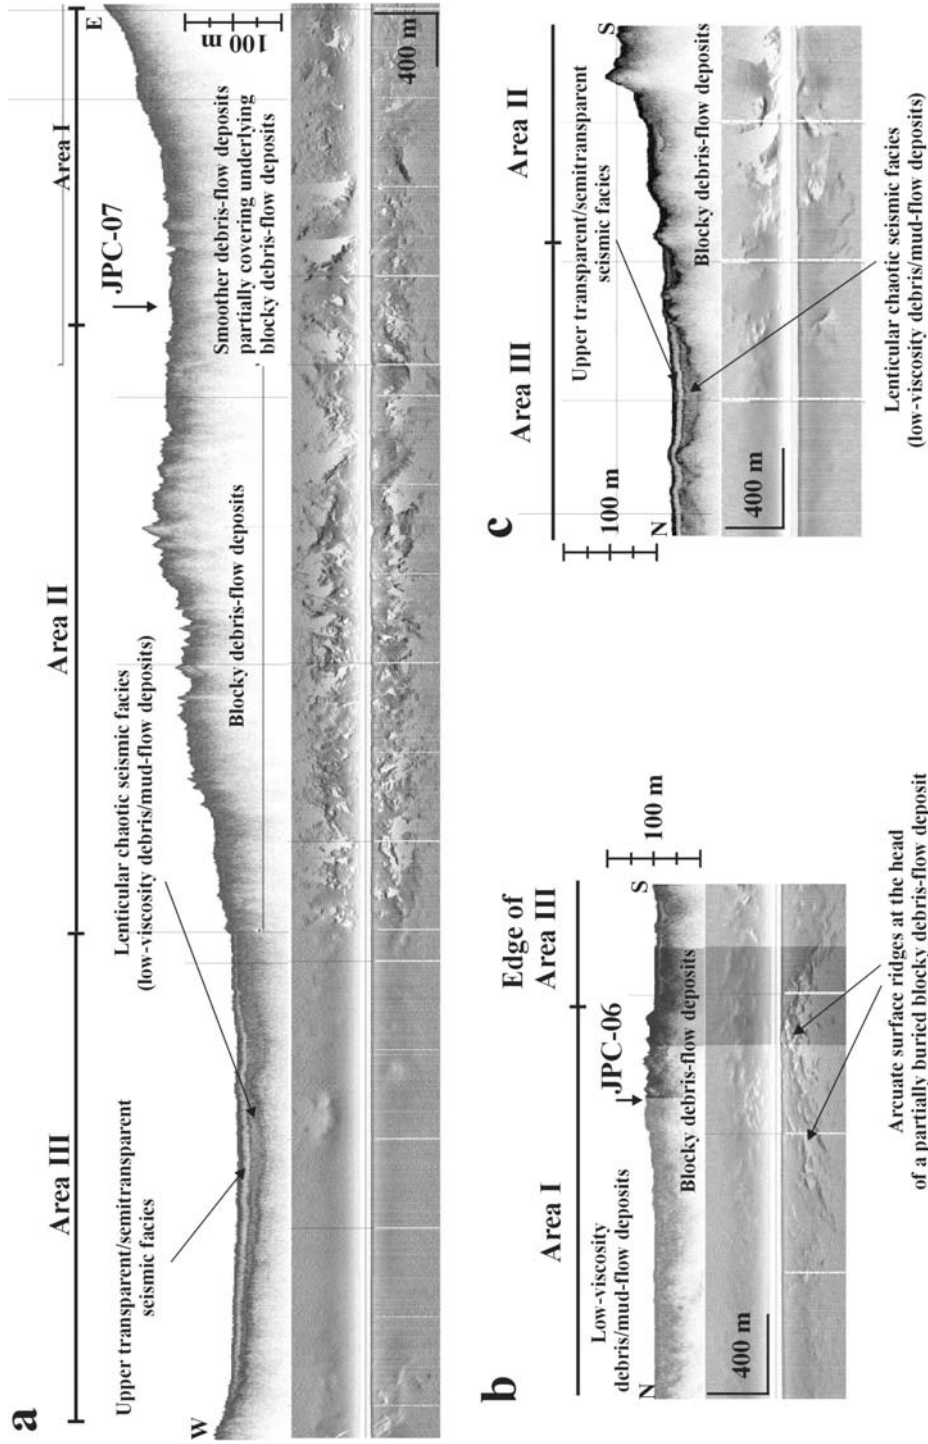 a
Area III
Area II
Area I
JPC-07
Upper transparent/semitransparent
seismic facies
Lenticular chaotic seismic facies
(low-viscosity debris/mud-flow deposits)
W
E
100 m
Blocky debris-flow deposits
Smoother debris-flow deposits
partially covering underlying
blocky debris-flow deposits
400 m
b
Area I
Edge of
Area III
JPC-06
Low-viscosity
debris/mud-flow deposits
N
S
100 m
Blocky debris-flow deposits
400 m
Arcuate surface ridges at the head
of a partially buried blocky debris-flow deposit
c
Area III
Area II
100 m
Upper transparent/semitransparent
seismic facies
N
S
Blocky debris-flow deposits
400 m
Lenticular chaotic seismic facies
(low-viscosity debris/mud-flow deposits)